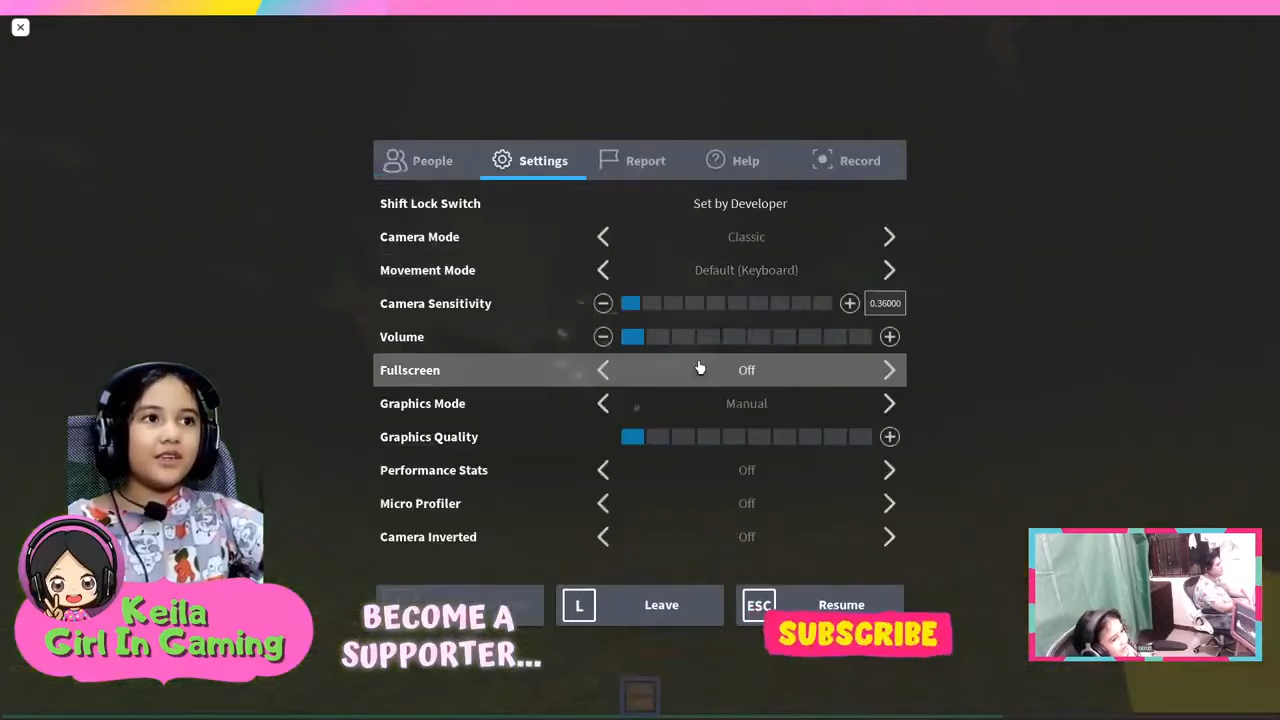 People Settings Report Help Record
Shift Lock Switch Set by Developer
Camera Mode Classic
Movement Mode Default (Keyboard)
Camera Sensitivity 0.36000
Volume
Fullscreen Off
Graphics Mode Manual
Graphics Quality
Performance Stats Off
Micro Profiler Off
Camera Inverted Off
L Leave ESC Resume
Keila
Girl In Gaming
BECOME A
SUPPORTER...
SUBSCRIBE